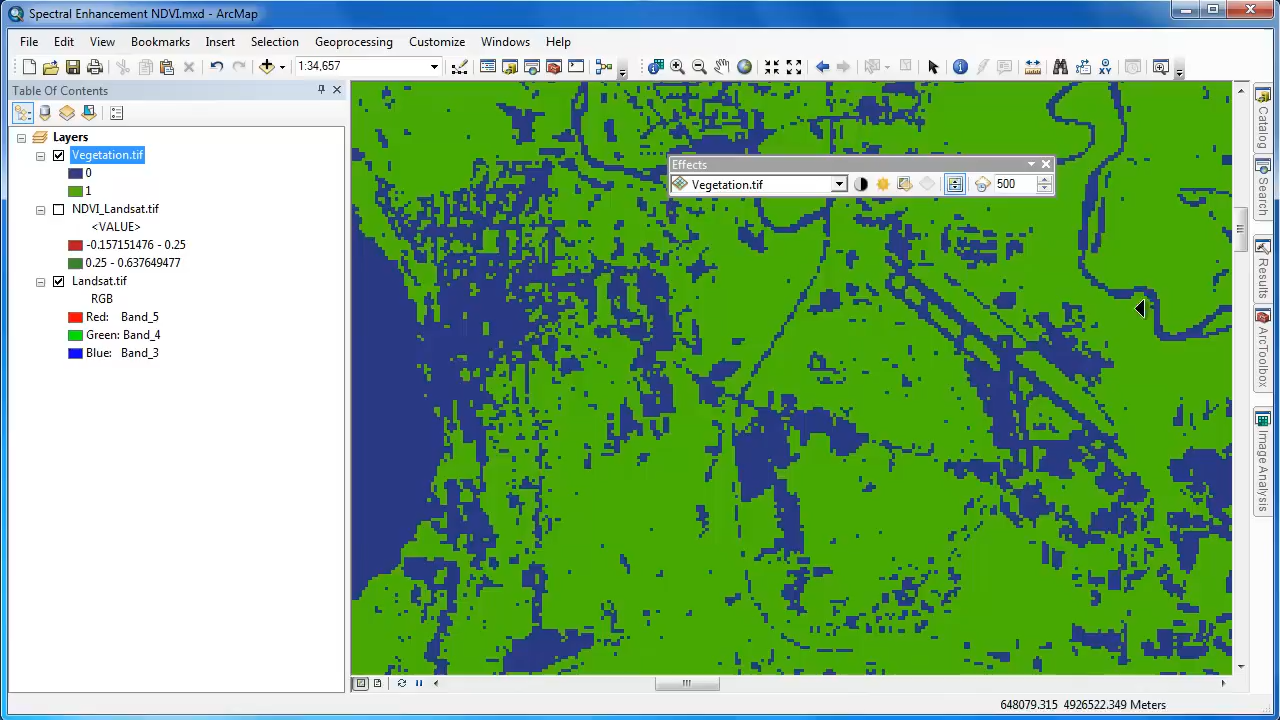 Spectral Enhancement NDVI.mxd - ArcMap
File Edit View Bookmarks Insert Selection Geoprocessing Customize Windows Help
1:34,657
Table Of Contents
Layers
Vegetation.tif
0
1
NDVI_Landsat.tif
<VALUE>
-0.157151476 - 0.25
0.25 - 0.637649477
Landsat.tif
RGB
Red: Band_5
Green: Band_4
Blue: Band_3
Effects
Vegetation.tif 500
Catalog
Search
Results
ArcToolbox
Image Analysis
648079.315 4926522.349 Meters